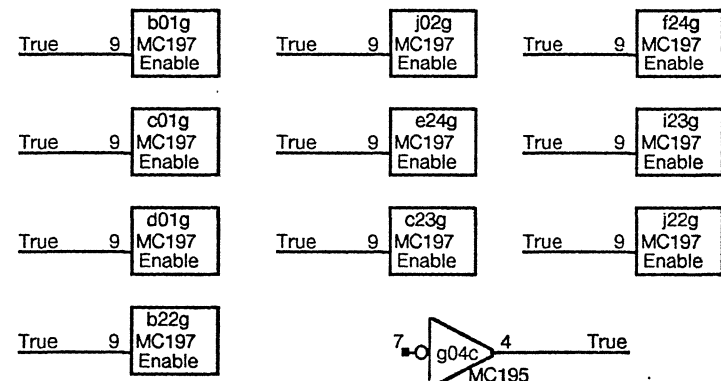 b01g
True 9 MC197
Enable
j02g
True 9 MC197
Enable
f24g
True 9 MC197
Enable
c01g
True 9 MC197
Enable
e24g
True 9 MC197
Enable
i23g
True 9 MC197
Enable
d01g
True 9 MC197
Enable
c23g
True 9 MC197
Enable
j22g
True 9 MC197
Enable
b22g
True 9 MC197
Enable
7 g04c 4 True
MC195